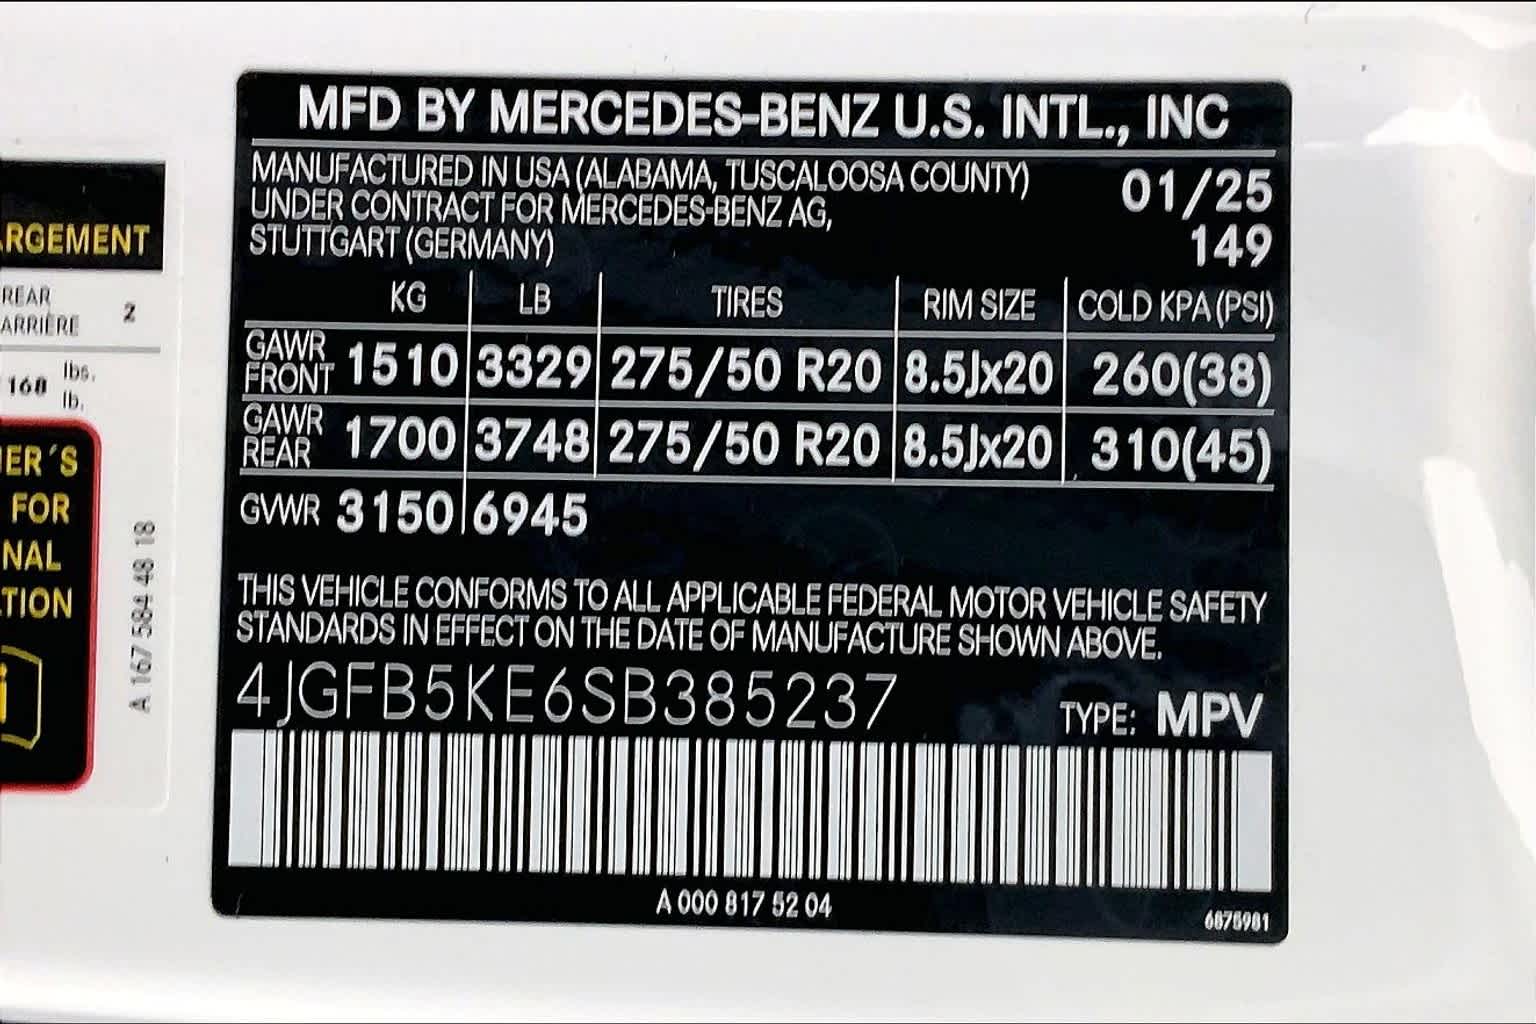 MFD BY MERCEDES-BENZ U.S. INTL., INC
MANUFACTURED IN USA (ALABAMA, TUSCALOOSA COUNTY)
UNDER CONTRACT FOR MERCEDES-BENZ AG,
STUTTGART (GERMANY)
01/25
149
KG LB TIRES RIM SIZE COLD KPA (PSI)
GAWR FRONT 1510 3329 275/50 R20 8.5Jx20 260(38)
GAWR REAR 1700 3748 275/50 R20 8.5Jx20 310(45)
GVWR 3150 6945
THIS VEHICLE CONFORMS TO ALL APPLICABLE FEDERAL MOTOR VEHICLE SAFETY
STANDARDS IN EFFECT ON THE DATE OF MANUFACTURE SHOWN ABOVE.
4JGFB5KE6SB385237
TYPE: MPV
A 000 817 52 04
6875981
ARGEMENT
REAR
ARRIÈRE
2
168 lbs.
lb.
ER´S
FOR
NAL
TION
i
A 167 584 48 18